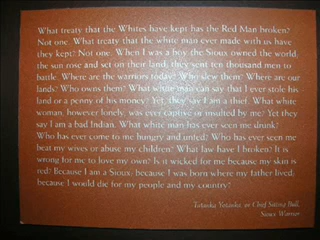 What treaty that the Whites have kept has the Red Man broken?
Not one. What treaty that the white man ever made with us have
they kept? Not one. When I was a boy the Sioux owned the world;
the sun rose and set on their land; they sent ten thousand men to
battle. Where are the warriors today? Who slew them? Where are our
lands? Who owns them? What white man can say that I ever stole his
land or a penny of his money? Yet, they say I am a thief. What white
woman, however lonely, was ever captive or insulted by me? Yet they
say I am a bad Indian. What white man has ever seen me drunk?
Who has ever come to me hungry and unfed? Who has ever seen me
beat my wives or abuse my children? What law have I broken? It is
wrong for me to love my own? Is it wicked for me because my skin is
red? Because I am a Sioux; because I was born where my father lived;
because I would die for my people and my country?
Tatanka Yotanka, or Chief Sitting Bull,
Sioux Warrior